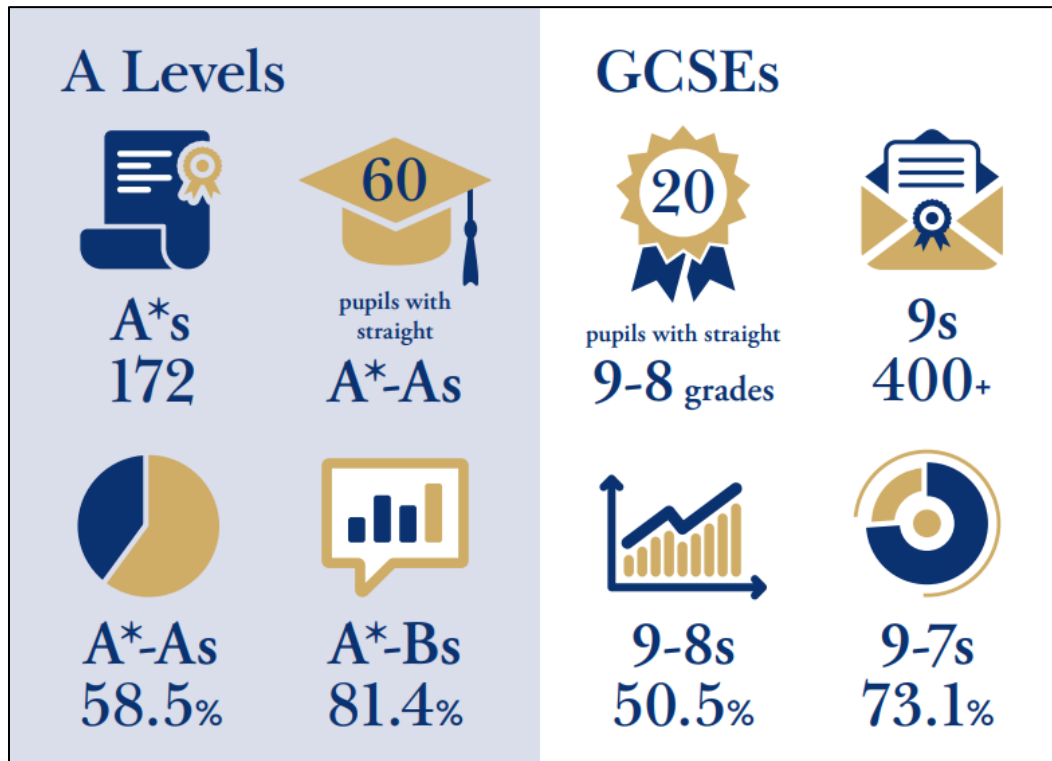 A Levels
A*s
172
60
pupils with
straight
A*-As
A*-As
58.5%
A*-Bs
81.4%
GCSEs
20
pupils with straight
9-8 grades
9s
400+
9-8s
50.5%
9-7s
73.1%